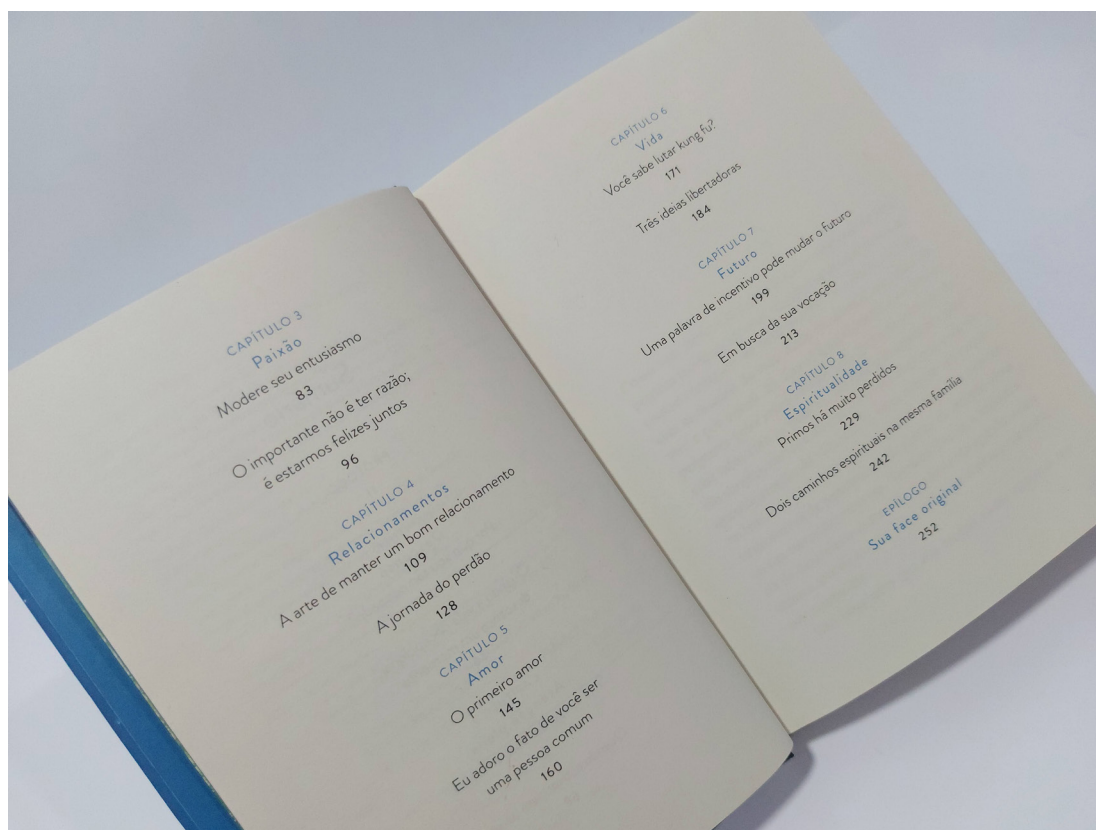 CAPÍTULO 3
Paixão
Modere seu entusiasmo
83
O importante não é ter razão;
é estarmos felizes juntos
96
CAPÍTULO 4
Relacionamentos
A arte de manter um bom relacionamento
109
A jornada do perdão
128
CAPÍTULO 5
Amor
O primeiro amor
145
Eu adoro o fato de você ser
uma pessoa comum
160
CAPÍTULO 6
Vida
Você sabe lutar kung fu?
171
Três ideias libertadoras
184
CAPÍTULO 7
Futuro
Uma palavra de incentivo pode mudar o futuro
199
Em busca da sua vocação
213
CAPÍTULO 8
Espiritualidade
Primos há muito perdidos
229
Dois caminhos espirituais na mesma família
242
EPÍLOGO
Sua face original
252